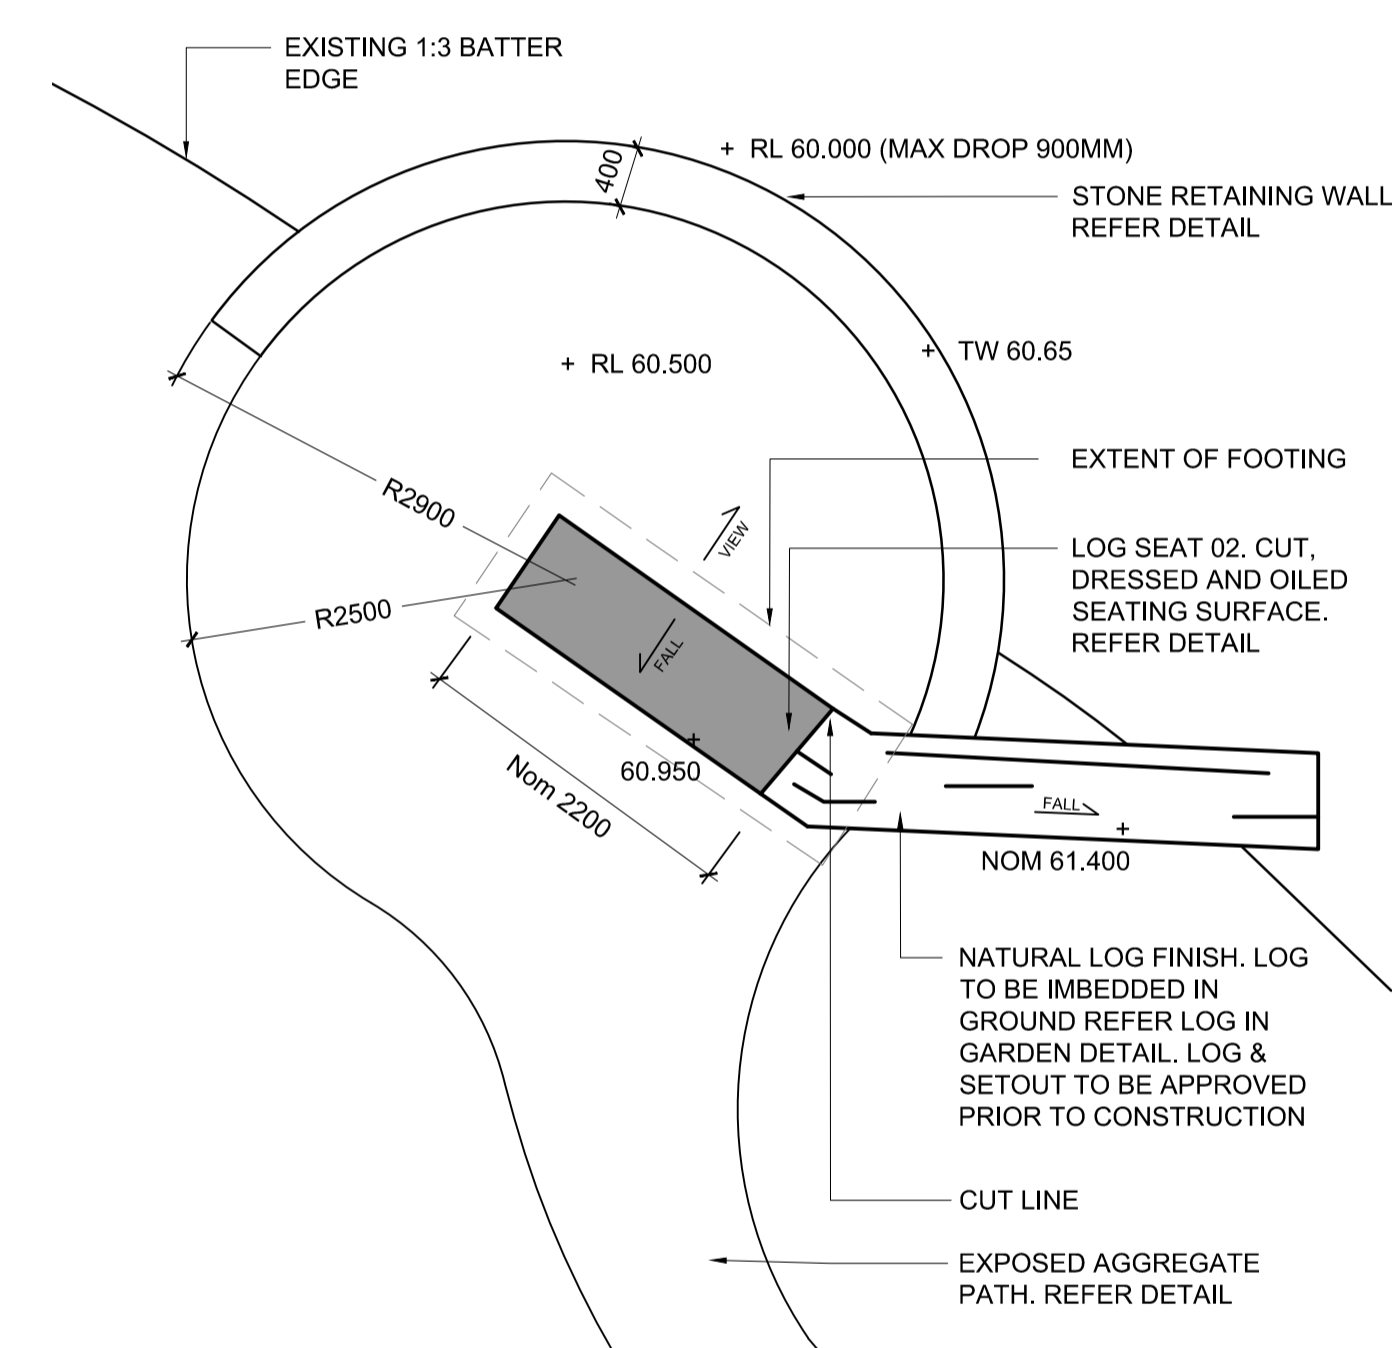 EXISTING 1:3 BATTER
EDGE
RL 60.000 (MAX DROP 900MM)
400
STONE RETAINING WALL
REFER DETAIL
TW 60.65
RL 60.500
EXTENT OF FOOTING
R2900
VIEW
LOG SEAT 02. CUT,
DRESSED AND OILED
SEATING SURFACE.
REFER DETAIL
R2500
FALL
60.950
Nom 2200
FALL
NOM 61.400
NATURAL LOG FINISH. LOG
TO BE IMBEDDED IN
GROUND REFER LOG IN
GARDEN DETAIL. LOG &
SETOUT TO BE APPROVED
PRIOR TO CONSTRUCTION
CUT LINE
EXPOSED AGGREGATE
PATH. REFER DETAIL